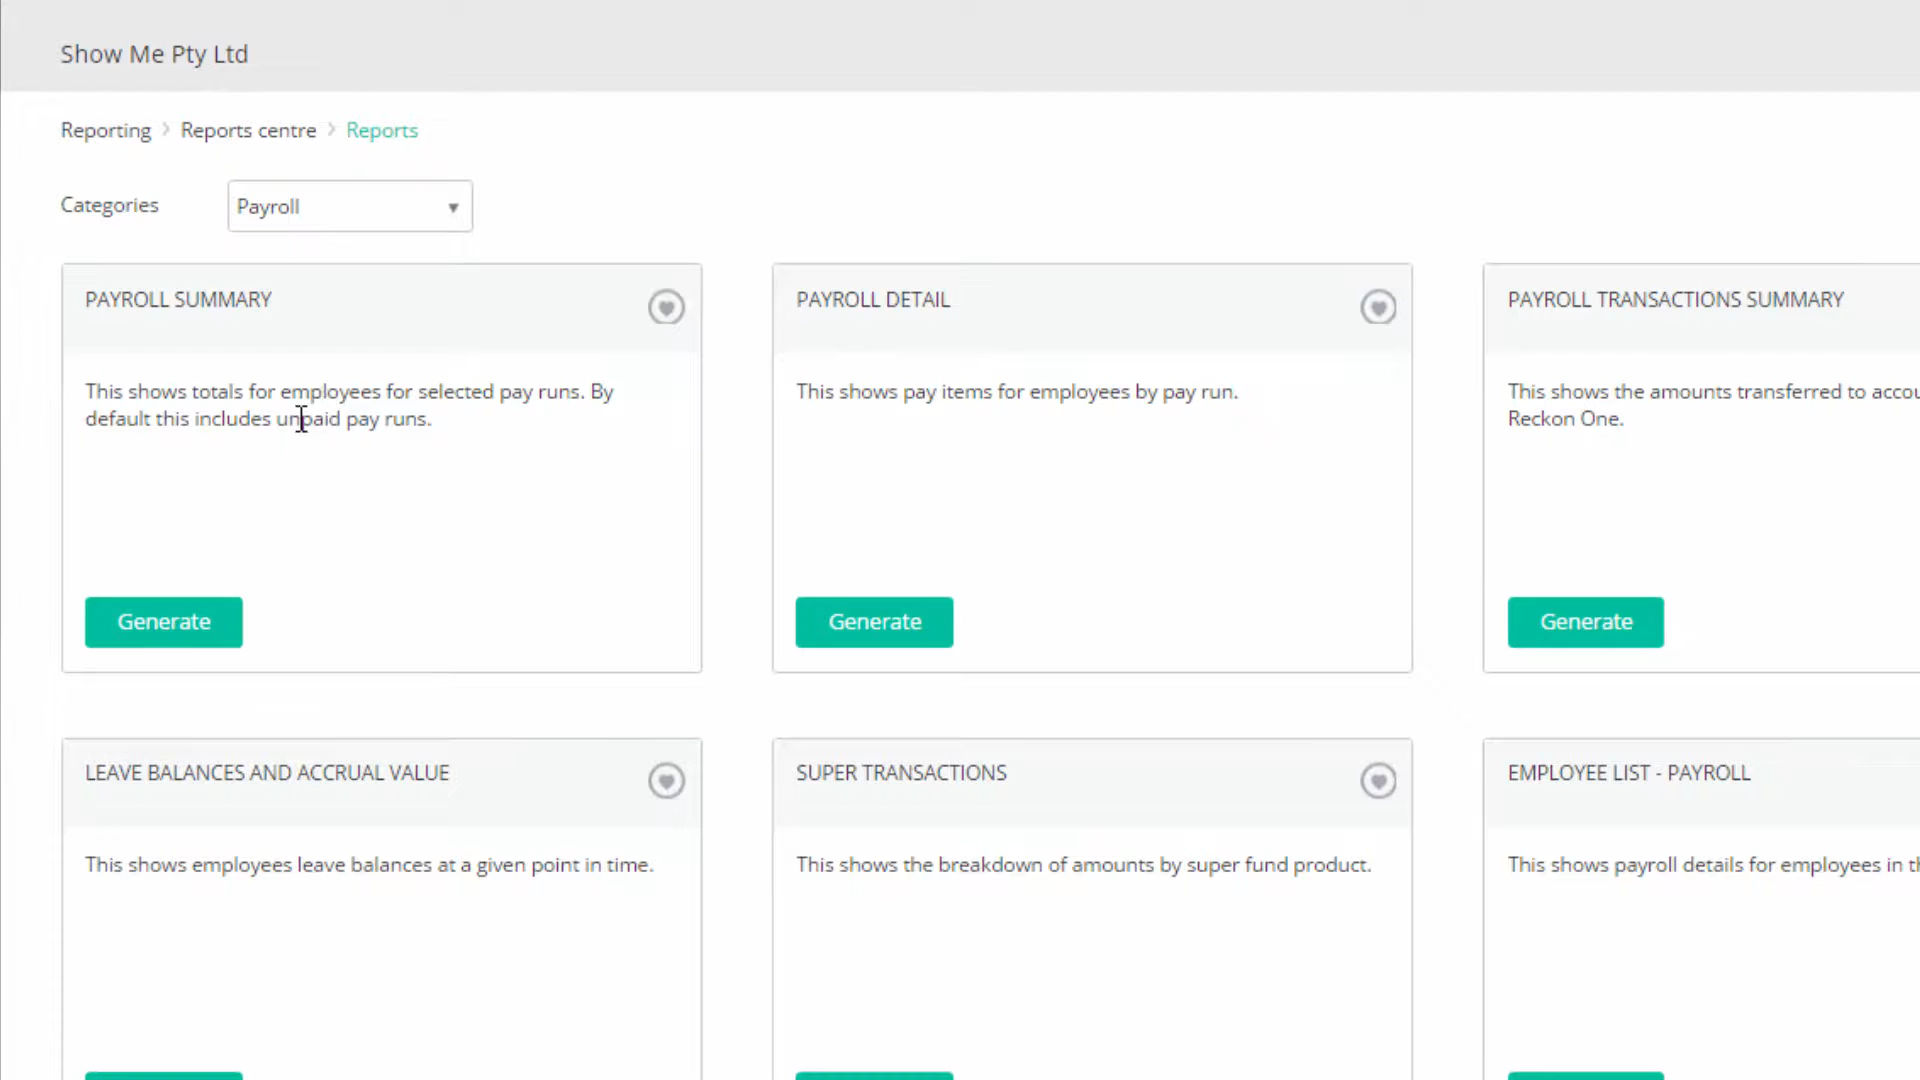 Show Me Pty Ltd
Reporting > Reports centre > Reports
Categories
Payroll
PAYROLL SUMMARY
This shows totals for employees for selected pay runs. By
default this includes unpaid pay runs.
Generate
PAYROLL DETAIL
This shows pay items for employees by pay run.
Generate
PAYROLL TRANSACTIONS SUMMARY
This shows the amounts transferred to
Reckon One.
Generate
LEAVE BALANCES AND ACCRUAL VALUE
This shows employees leave balances at a given point in time.
SUPER TRANSACTIONS
This shows the breakdown of amounts by super fund product.
EMPLOYEE LIST - PAYROLL
This shows payroll details for employees in